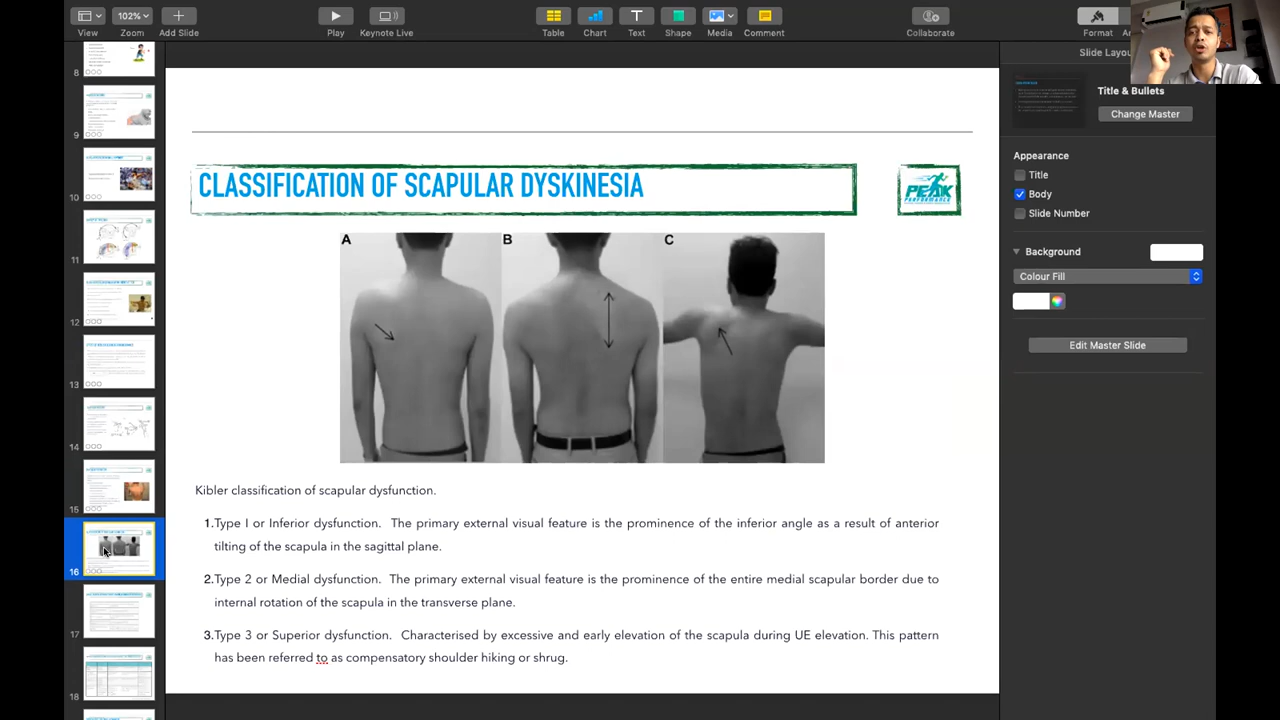 102%
View
Zoom
Add Slide
Play
Keynote Live
Table
Chart
Text
Shape
Media
Comment
Collaborate
Format
Slide Layou
Title & Bullets
Change Master
Appearance
Title
Body
Slide Number
Background
Colour Fill
Edit Master Slide
8
9
10
11
12
13
14
15
16
17
18
CLASSIFICATION OF SCAPULAR DYSKINESIA
PEAK
PERFORMANCE
A
B
C
Kibler classification of scapular dysfunction.
1.Type I or Inferior dysfunction. The primary external visual feature is the prominence of the inferior angle as a result of anterior
tilting of the scapula in the sagittal plane.
2.Type 2 or Medial dysfunction. The primary external visual feature is the prominence of the entire medial scapular border due to
internal rotation of the scapula in the transverse plane.
3.Type 3 or Superior dysfunction. Characterised by excessive and early elevation of the scapula during UE elevation. This pattern
has been referred to as compensatory shoulder hiking or